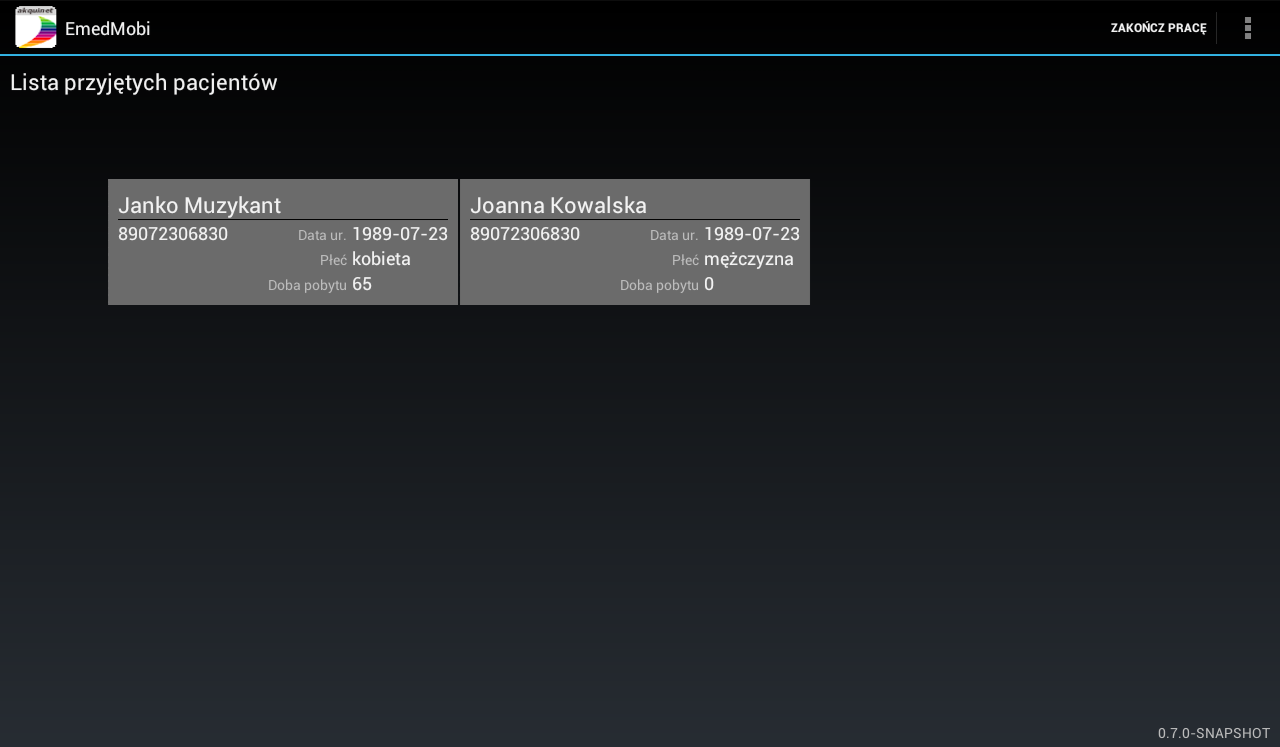 akquinet
EmedMobi
ZAKOŃCZ PRACĘ
Lista przyjętych pacjentów
Janko Muzykant
89072306830 Data ur. 1989-07-23
Płeć kobieta
Doba pobytu 65
Joanna Kowalska
89072306830 Data ur. 1989-07-23
Płeć mężczyzna
Doba pobytu 0
0.7.0-SNAPSHOT